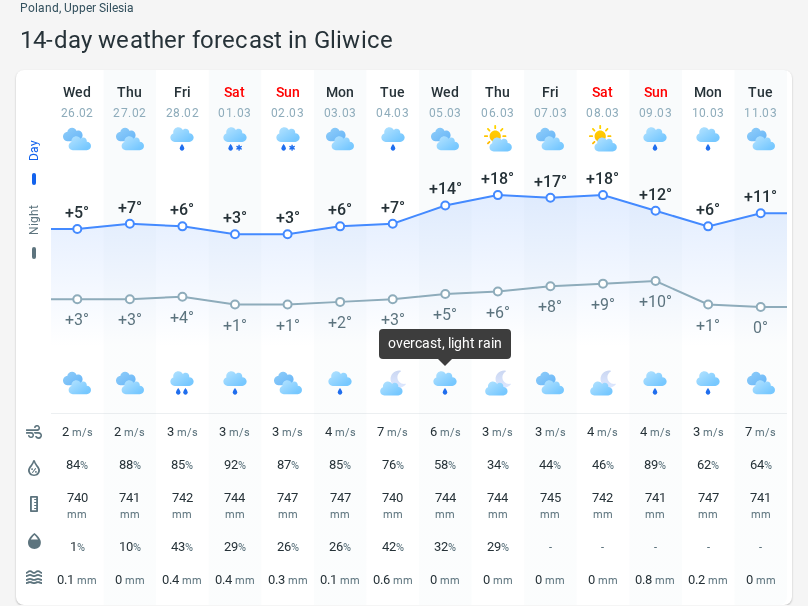 Poland, Upper Silesia
14-day weather forecast in Gliwice
Wed Thu Fri Sat Sun Mon Tue Wed Thu Fri Sat Sun Mon Tue
26.02 27.02 28.02 01.03 02.03 03.03 04.03 05.03 06.03 07.03 08.03 09.03 10.03 11.03
Day
+5° +7° +6° +3° +3° +6° +7° +14° +18° +17° +18° +12° +6° +11°
Night
+3° +3° +4° +1° +1° +2° +3° +5° +6° +8° +9° +10° +1° 0°
overcast, light rain
2 m/s 2 m/s 3 m/s 3 m/s 3 m/s 4 m/s 7 m/s 6 m/s 3 m/s 3 m/s 4 m/s 4 m/s 3 m/s 7 m/s
84% 88% 85% 92% 87% 85% 76% 58% 34% 44% 46% 89% 62% 64%
740 741 742 744 747 747 740 744 744 745 742 741 747 741
mm mm mm mm mm mm mm mm mm mm mm mm mm mm
1% 10% 43% 29% 26% 26% 42% 32% 29% - - - - -
0.1 mm 0 mm 0.4 mm 0.4 mm 0.3 mm 0.1 mm 0.6 mm 0 mm 0 mm 0 mm 0 mm 0.8 mm 0.2 mm 0 mm